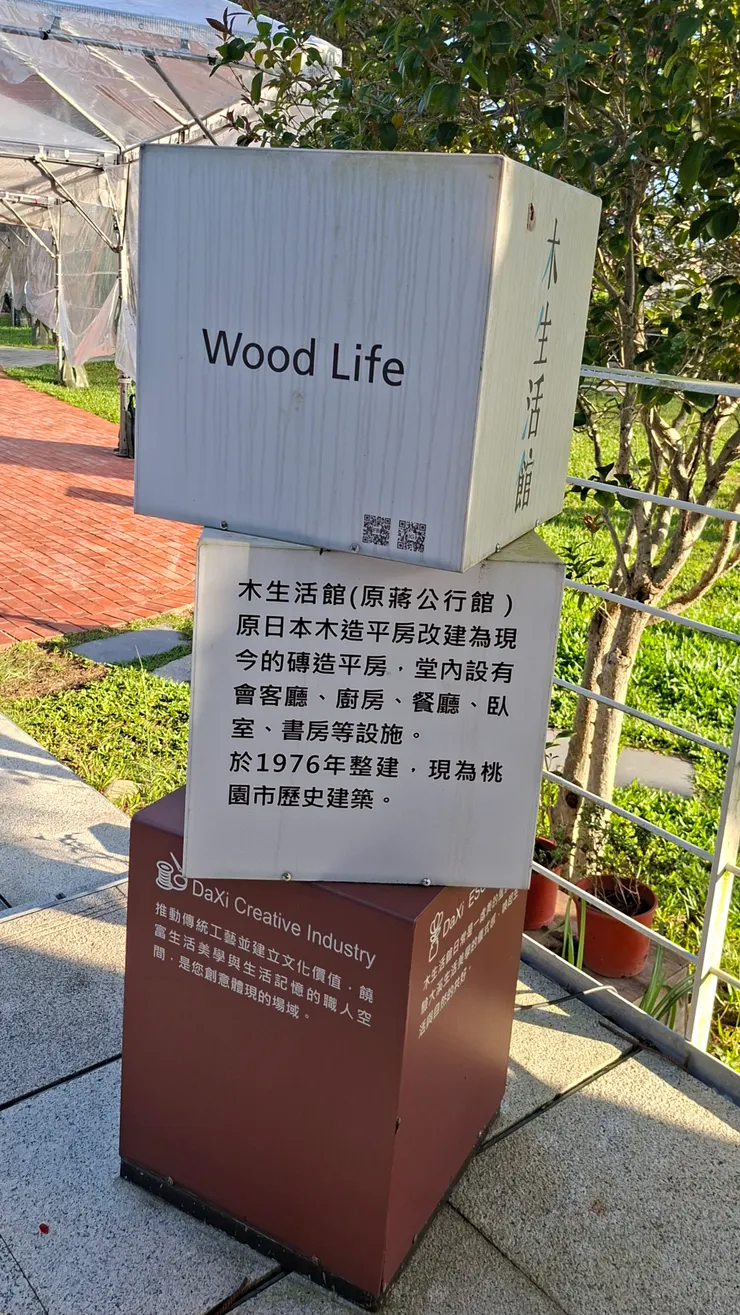 Wood Life
木生活館
木生活館(原蔣公行館)
原日本木造平房改建為現
今的磚造平房，堂內設有
會客廳、廚房、餐廳、臥
室、書房等設施。
於1976年整建，現為桃
園市歷史建築。
DaXi Creative Industry
推動傳統工藝並建立文化價值，饒
富生活美學與生活記憶的職人空
間，是您創意體現的場域。
DaXi